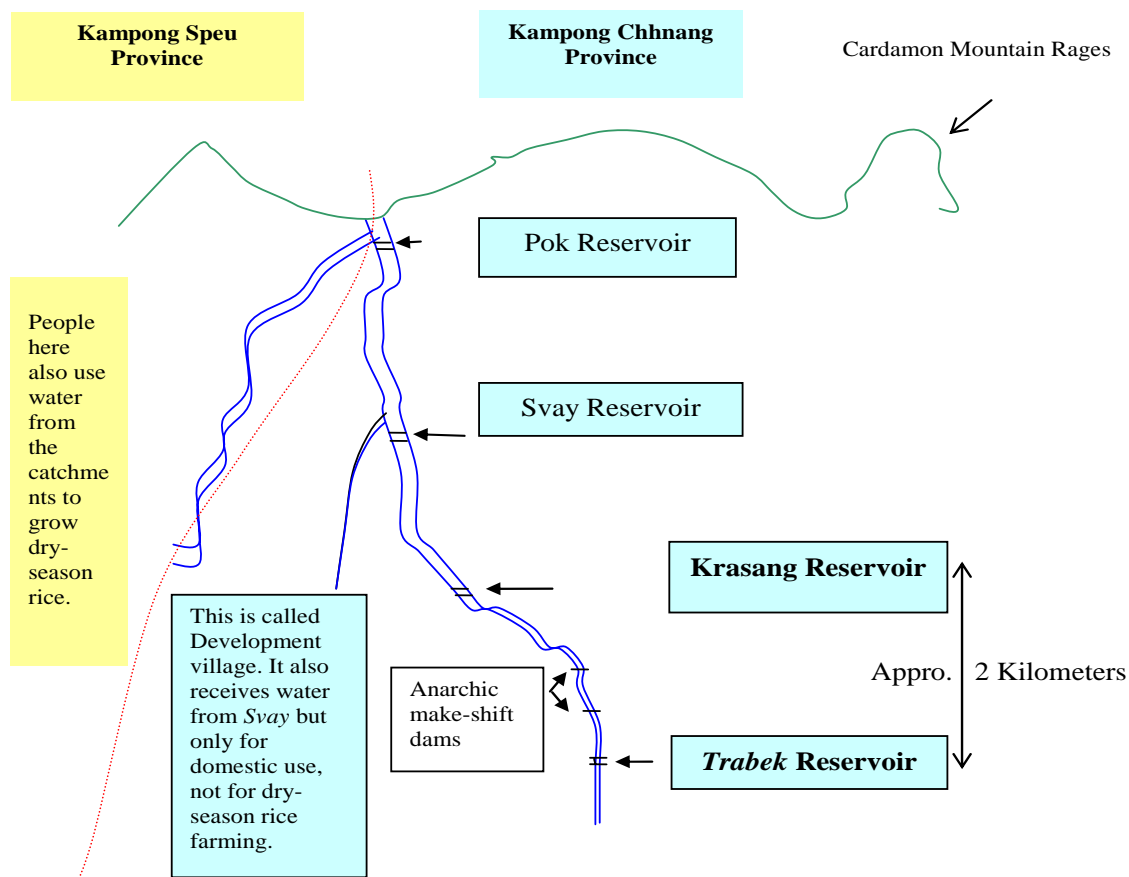 Kampong Speu
Province
Kampong Chhnang
Province
Cardamon Mountain Rages
Pok Reservoir
People
here
also use
water
from
the
catchme
nts to
grow
dry-
season
rice.
Svay Reservoir
Krasang Reservoir
This is called
Development
village. It also
receives water
from Svay but
only for
domestic use,
not for dry-
season rice
farming.
Anarchic
make-shift
dams
Appro. 2 Kilometers
Trabek Reservoir